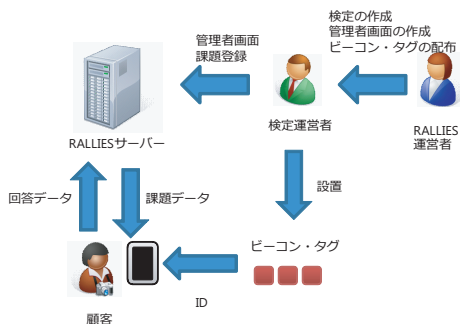 検定の作成
管理者画面の作成
ビーコン・タグの配布
管理者画面
課題登録
検定運営者
RALLIES
運営者
RALLIESサーバー
設置
回答データ
課題データ
ビーコン・タグ
ID
顧客